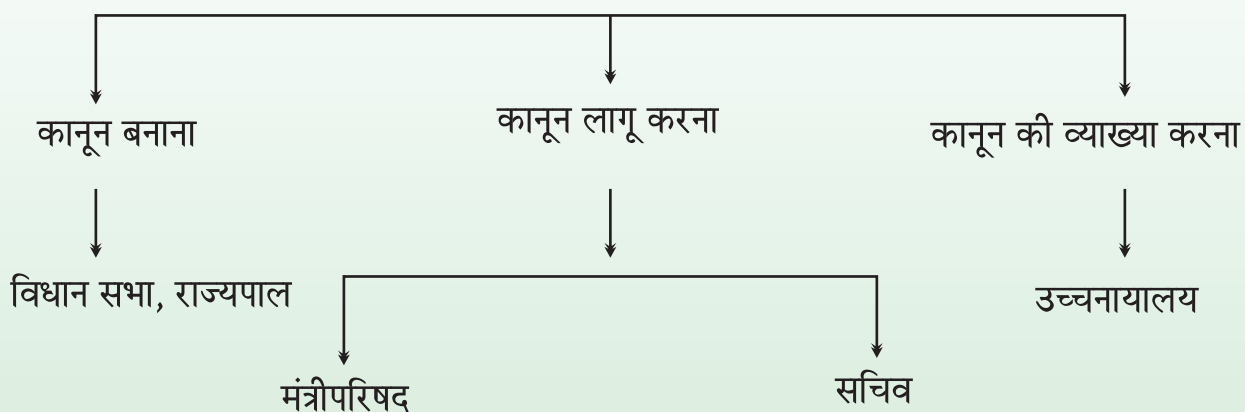 कानून बनाना
कानून लागू करना
कानून की व्याख्या करना
विधान सभा, राज्यपाल
उच्चनायालय
मंत्रीपरिषद
सचिव